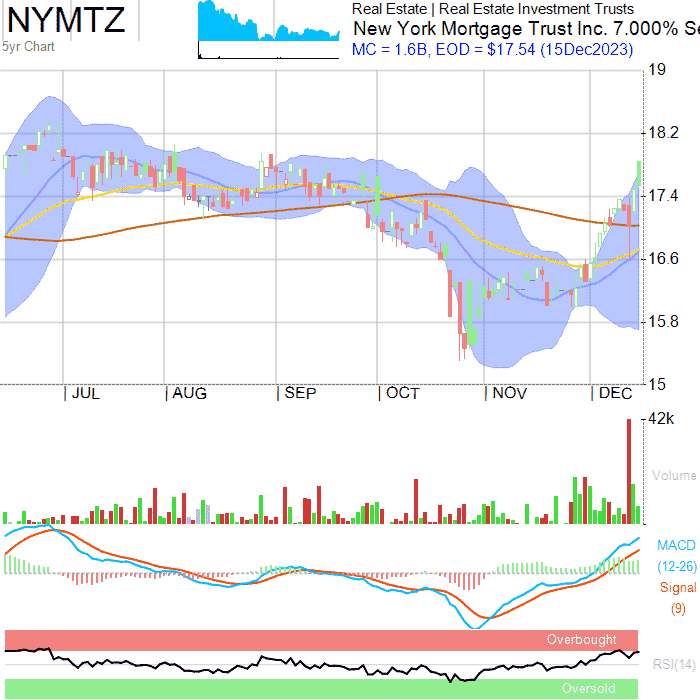 NYMTZ
5yr Chart
Real Estate | Real Estate Investment Trusts
New York Mortgage Trust Inc. 7.000% Se
MC = 1.6B, EOD = $17.54 (15Dec2023)
19
18.2
17.4
16.6
15.8
15
JUL AUG SEP OCT NOV DEC
42k
Volume
MACD
(12-26)
Signal
(9)
Overbought
RSI(14)
Oversold